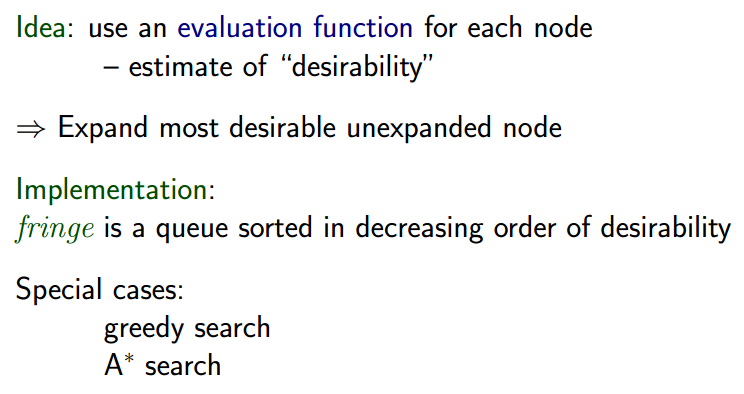 Idea: use an evaluation function for each node
– estimate of “desirability”
⇒ Expand most desirable unexpanded node
Implementation:
fringe is a queue sorted in decreasing order of desirability
Special cases:
greedy search
A* search